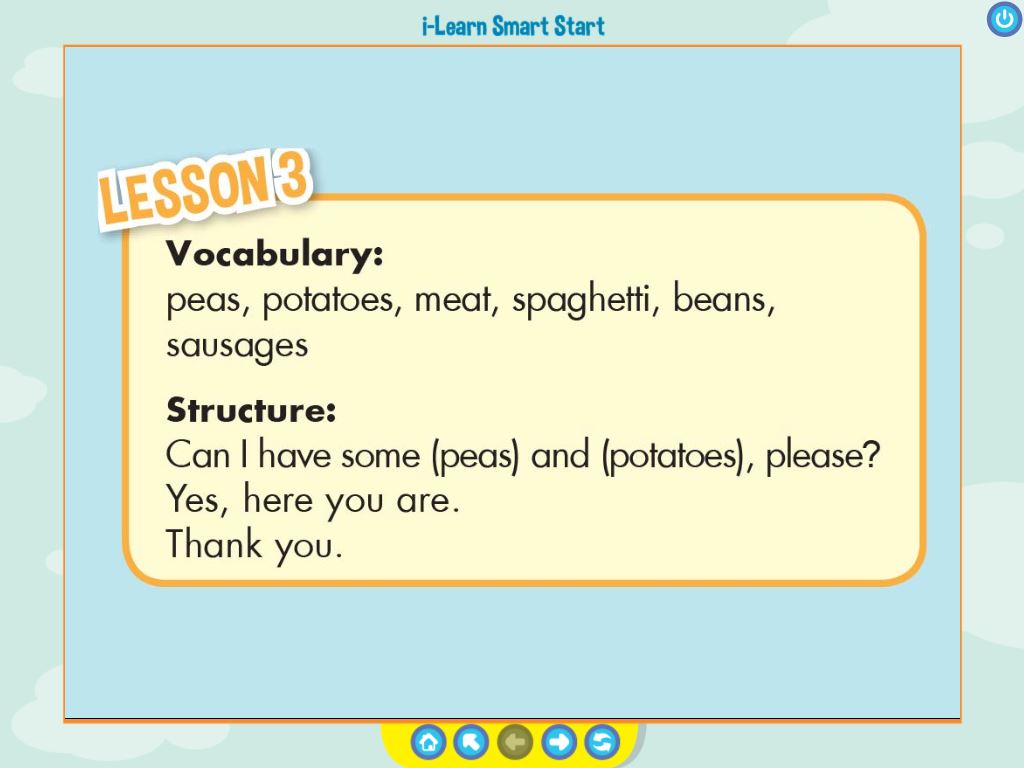 i-Learn Smart Start
LESSON 3
Vocabulary:
peas, potatoes, meat, spaghetti, beans,
sausages
Structure:
Can I have some (peas) and (potatoes), please?
Yes, here you are.
Thank you.